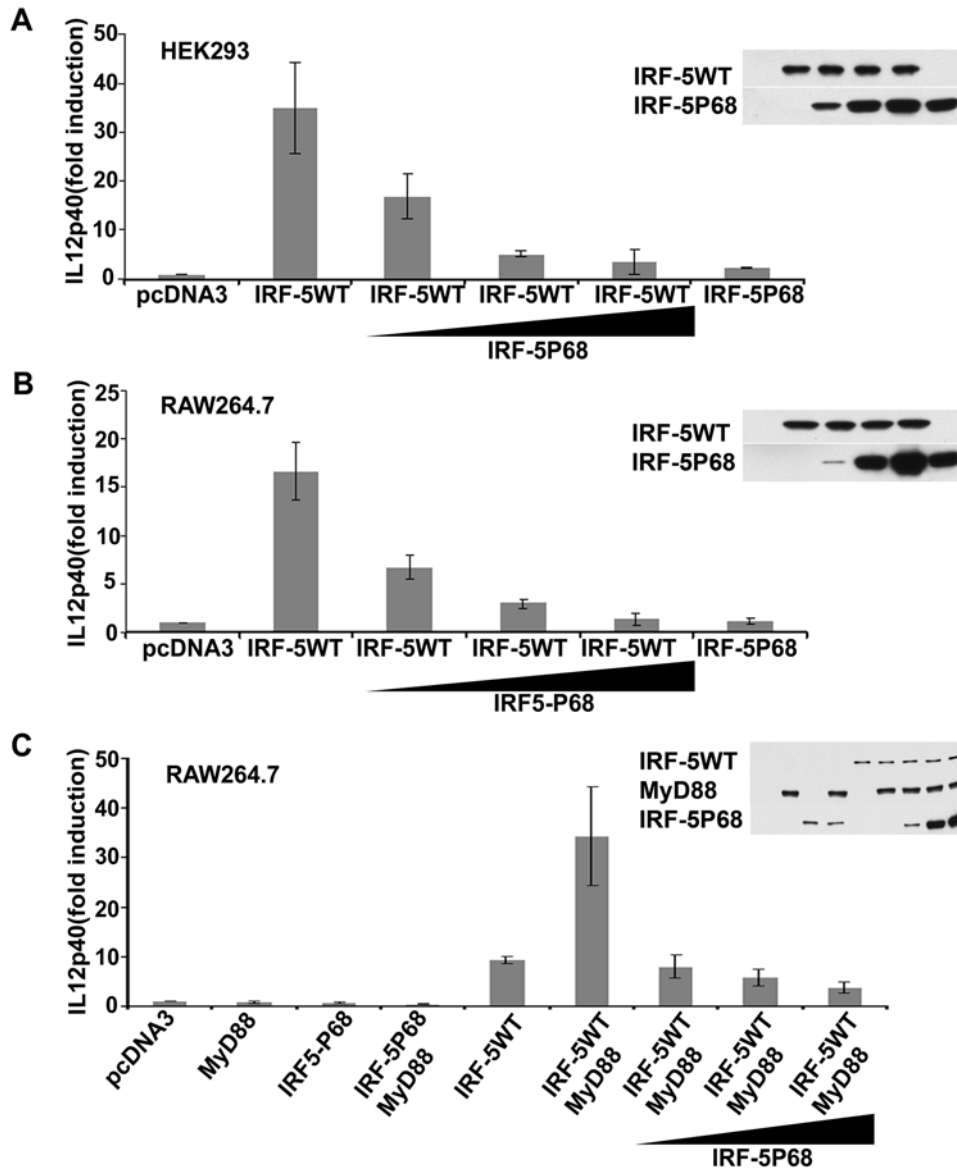 A
HEK293
IL12p40(fold induction)
50
40
30
20
10
0
pcDNA3 IRF-5WT IRF-5WT IRF-5WT IRF-5WT IRF-5P68
IRF-5P68
IRF-5WT
IRF-5P68
B
RAW264.7
IL12p40(fold induction)
25
20
15
10
5
0
pcDNA3 IRF-5WT IRF-5WT IRF-5WT IRF-5WT IRF-5P68
IRF5-P68
IRF-5WT
IRF-5P68
C
RAW264.7
IL12p40(fold induction)
50
40
30
20
10
0
pcDNA3
MyD88
IRF5-P68
IRF-5P68
MyD88
IRF-5WT
IRF-5WT
MyD88
IRF-5WT
MyD88
IRF-5WT
MyD88
IRF-5WT
MyD88
IRF-5P68
IRF-5WT
MyD88
IRF-5P68